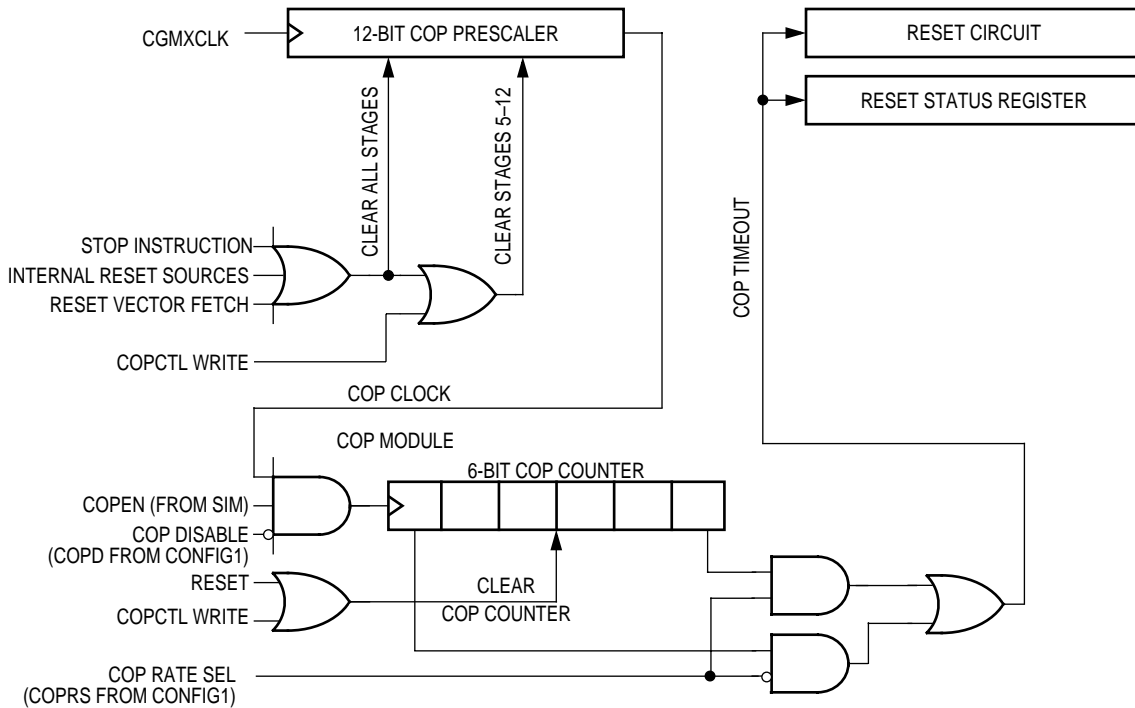 CGMXCLK
12-BIT COP PRESCALER
RESET CIRCUIT
RESET STATUS REGISTER
CLEAR ALL STAGES
CLEAR STAGES 5–12
COP TIMEOUT
STOP INSTRUCTION
INTERNAL RESET SOURCES
RESET VECTOR FETCH
COPCTL WRITE
COP CLOCK
COP MODULE
6-BIT COP COUNTER
COPEN (FROM SIM)
COP DISABLE
(COPD FROM CONFIG1)
RESET
COPCTL WRITE
CLEAR
COP COUNTER
COP RATE SEL
(COPRS FROM CONFIG1)